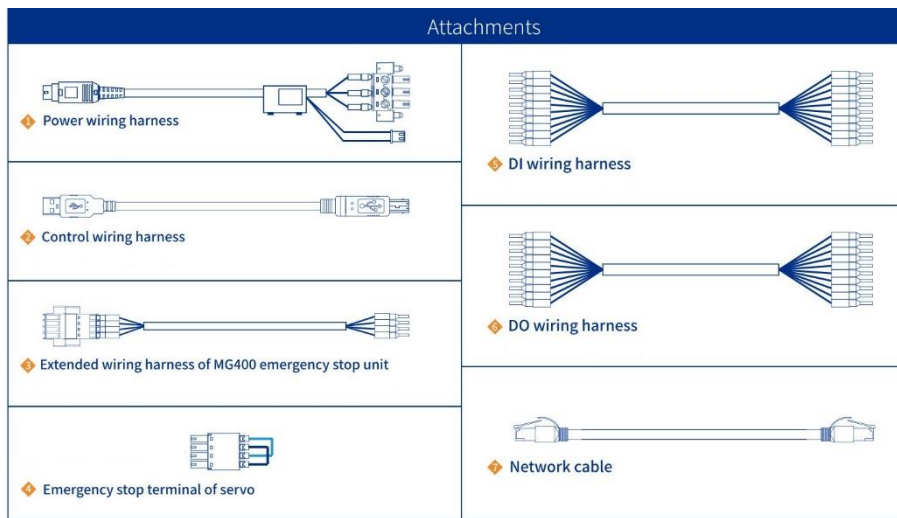 Attachments
1 Power wiring harness
2 Control wiring harness
3 Extended wiring harness of MG400 emergency stop unit
4 Emergency stop terminal of servo
5 DI wiring harness
6 DO wiring harness
7 Network cable